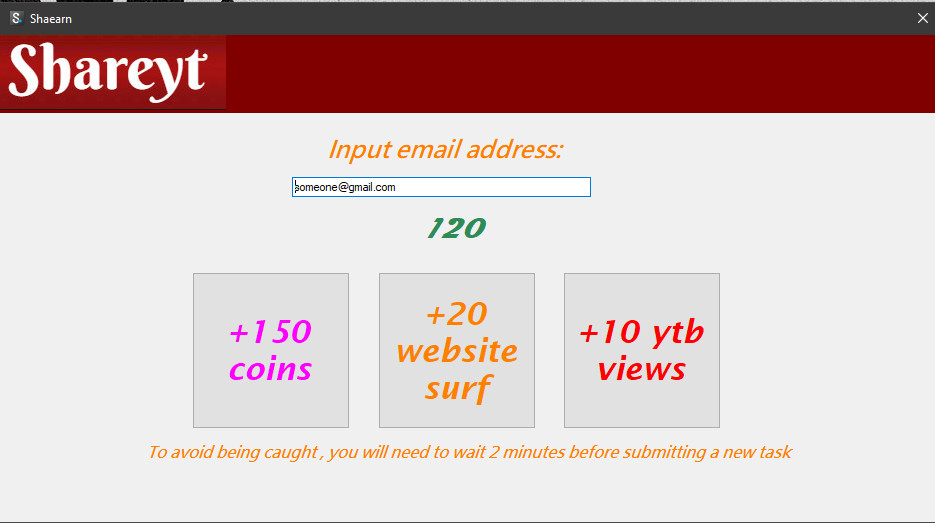 Shaearn
Shareyt
Input email address:
someone@gmail.com
120
+150
coins
+20
website
surf
+10 ytb
views
To avoid being caught , you will need to wait 2 minutes before submitting a new task